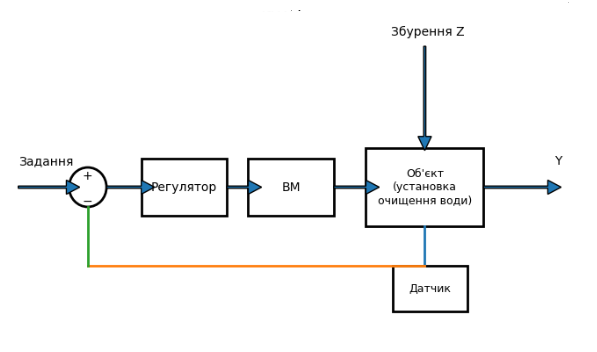 Збурення Z
Задання
Y
+
−
Регулятор
ВМ
Об'єкт
(установка
очищення води)
Датчик